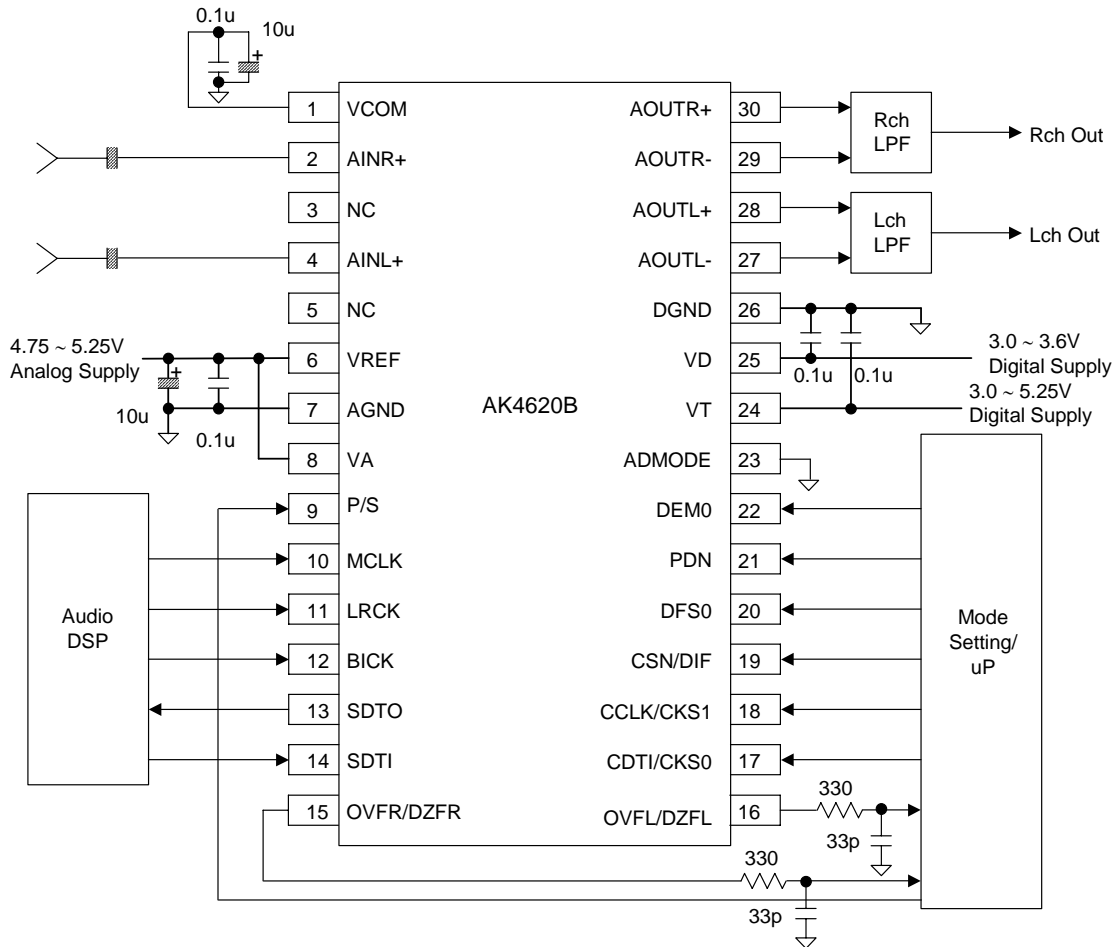 0.1u
10u
1 VCOM AOUTR+ 30
Rch
LPF
Rch Out
2 AINR+ AOUTR- 29
3 NC AOUTL+ 28
Lch
LPF
Lch Out
4 AINL+ AOUTL- 27
5 NC DGND 26
4.75 ~ 5.25V
Analog Supply
6 VREF VD 25
0.1u
0.1u
3.0 ~ 3.6V
Digital Supply
10u
0.1u
7 AGND VT 24
3.0 ~ 5.25V
Digital Supply
AK4620B
8 VA ADMODE 23
9 P/S DEM0 22
10 MCLK PDN 21
Audio
DSP
11 LRCK DFS0 20
Mode
Setting/
uP
12 BICK CSN/DIF 19
13 SDTO CCLK/CKS1 18
14 SDTI CDTI/CKS0 17
15 OVFR/DZFR OVFL/DZFL 16
330
33p
330
33p